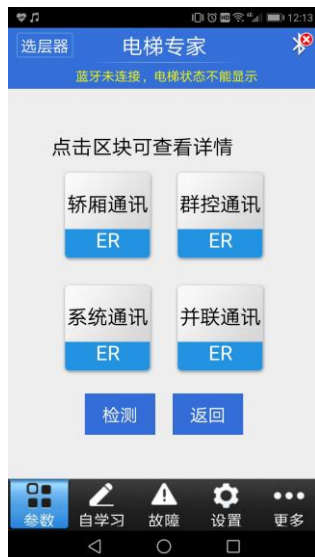 12:13
选层器 电梯专家
蓝牙未连接，电梯状态不能显示
点击区块可查看详情
轿厢通讯 群控通讯
ER ER
系统通讯 并联通讯
ER ER
检测 返回
参数 自学习 故障 设置 更多